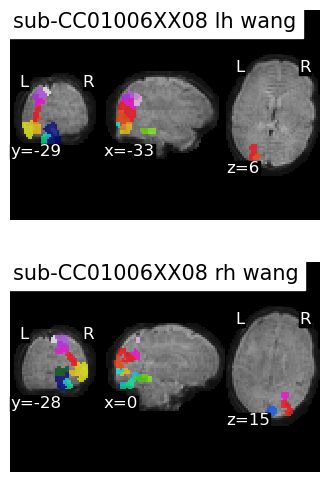 sub-CC01006XX08 lh wang
L R L R
y=-29 x=-33 z=6
sub-CC01006XX08 rh wang
L R L R
y=-28 x=0 z=15